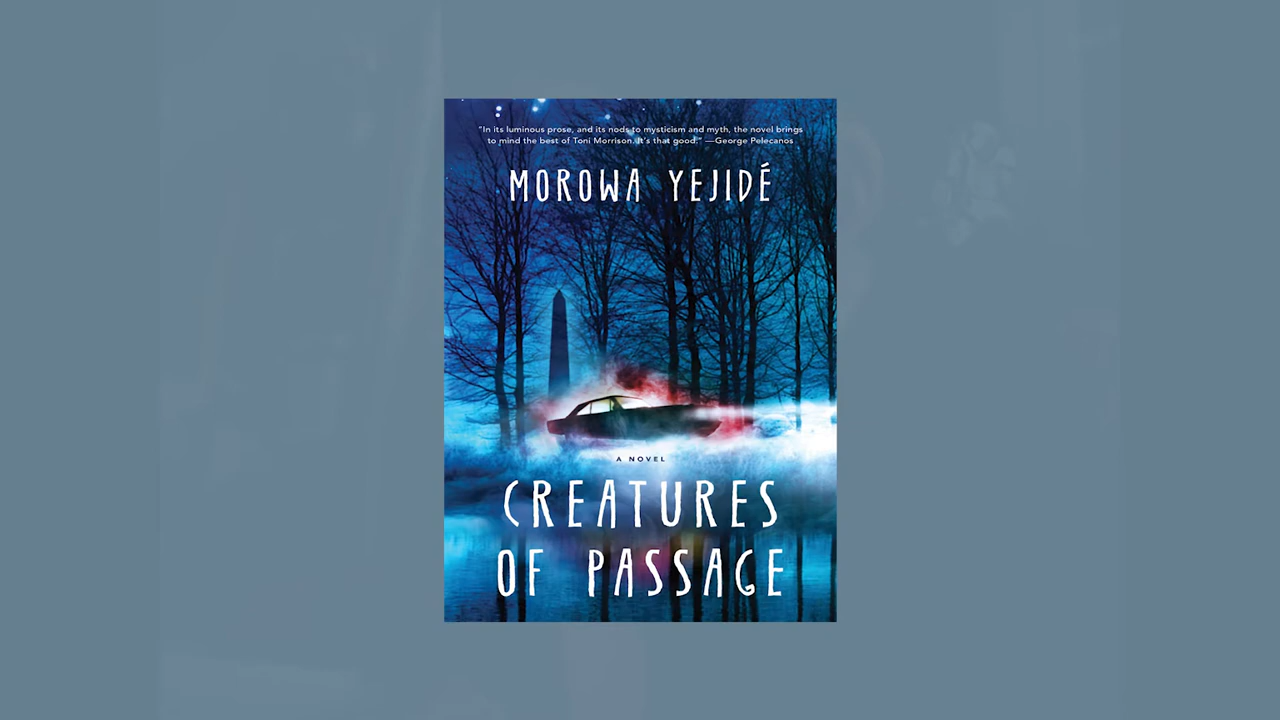 "In its luminous prose, and its nods to mysticism and myth, the novel brings
to mind the best of Toni Morrison. It's that good." —George Pelecanos
MOROWA YEJIDÉ
A NOVEL
CREATURES
OF PASSAGE